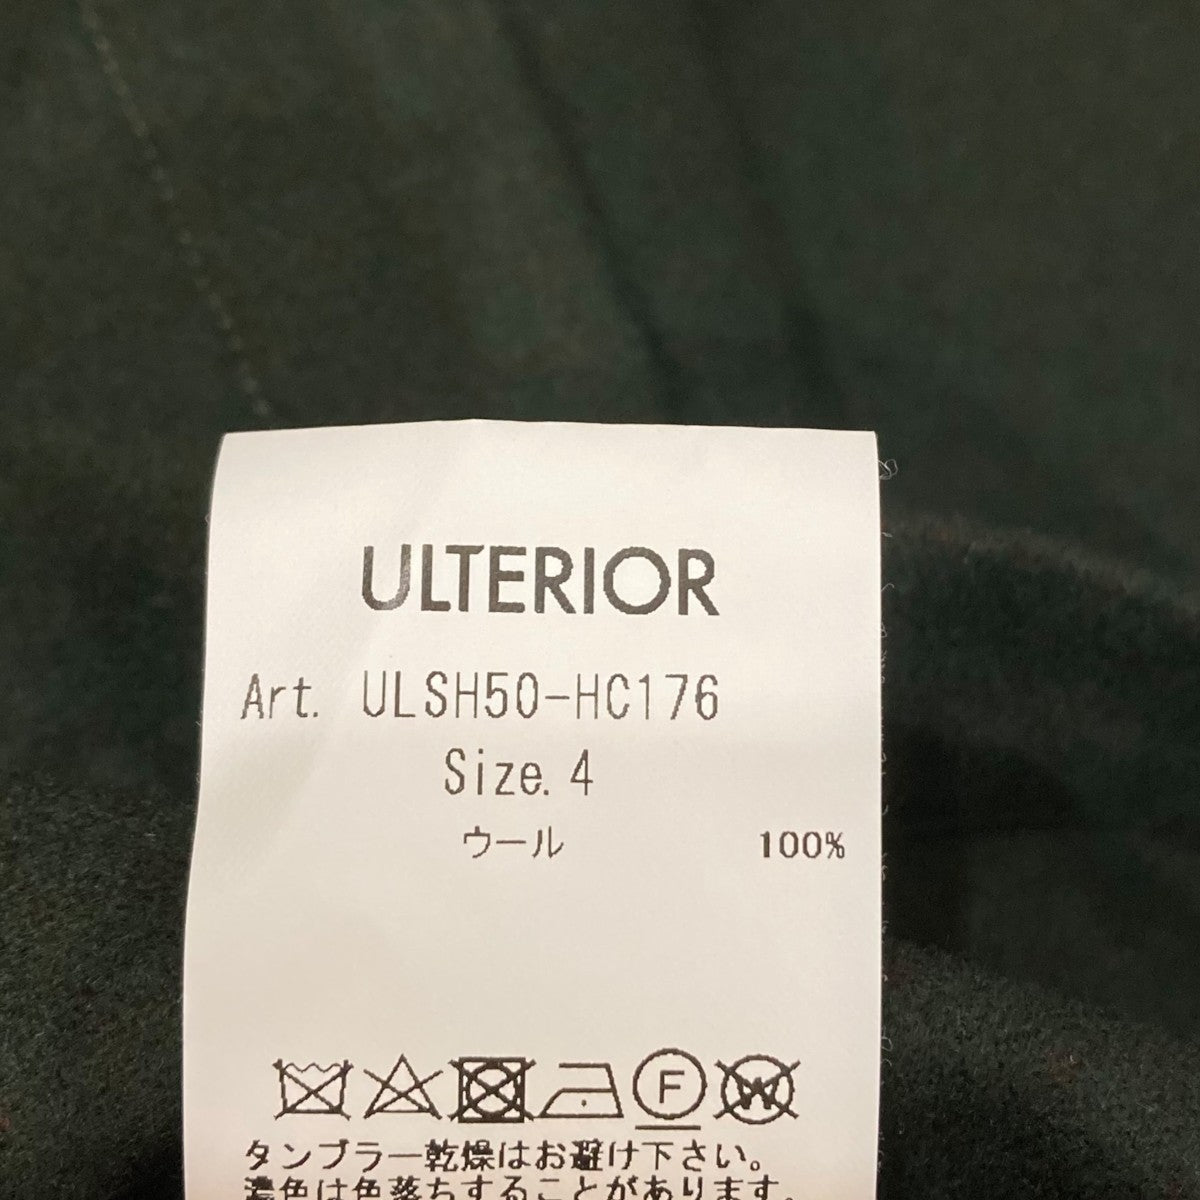 ULTERIOR
Art. ULSH50-HC176
Size. 4
ウール 100%
F W
タンブラー乾燥はお避け下さい。
濃色は色落ちすることがあります。